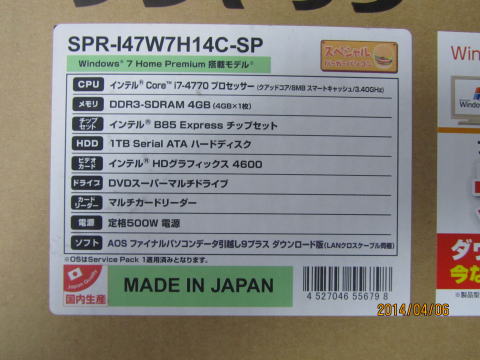 SPR-I47W7H14C-SP
Windows® 7 Home Premium 搭載モデル*
スペシャル
CPU インテル® Core™ i7-4770 プロセッサー (クアッドコア/8MB スマートキャッシュ/3.40GHz)
メモリ DDR3-SDRAM 4GB (4GB×1枚)
チップセット インテル® B85 Express チップセット
HDD 1TB Serial ATA ハードディスク
ビデオカード インテル® HDグラフィックス 4600
ドライブ DVDスーパーマルチドライブ
カードリーダー マルチカードリーダー
電源 定格500W 電源
ソフト AOS ファイナルパソコンデータ引越し9プラス ダウンロード版 (LANクロスケーブル同梱)
※OSはService Pack 1適用済みとなります。
Japan Quality
国内生産
MADE IN JAPAN
4 527046 556798
2014/04/06
Win
Windows
ダウ
今な
※製品型